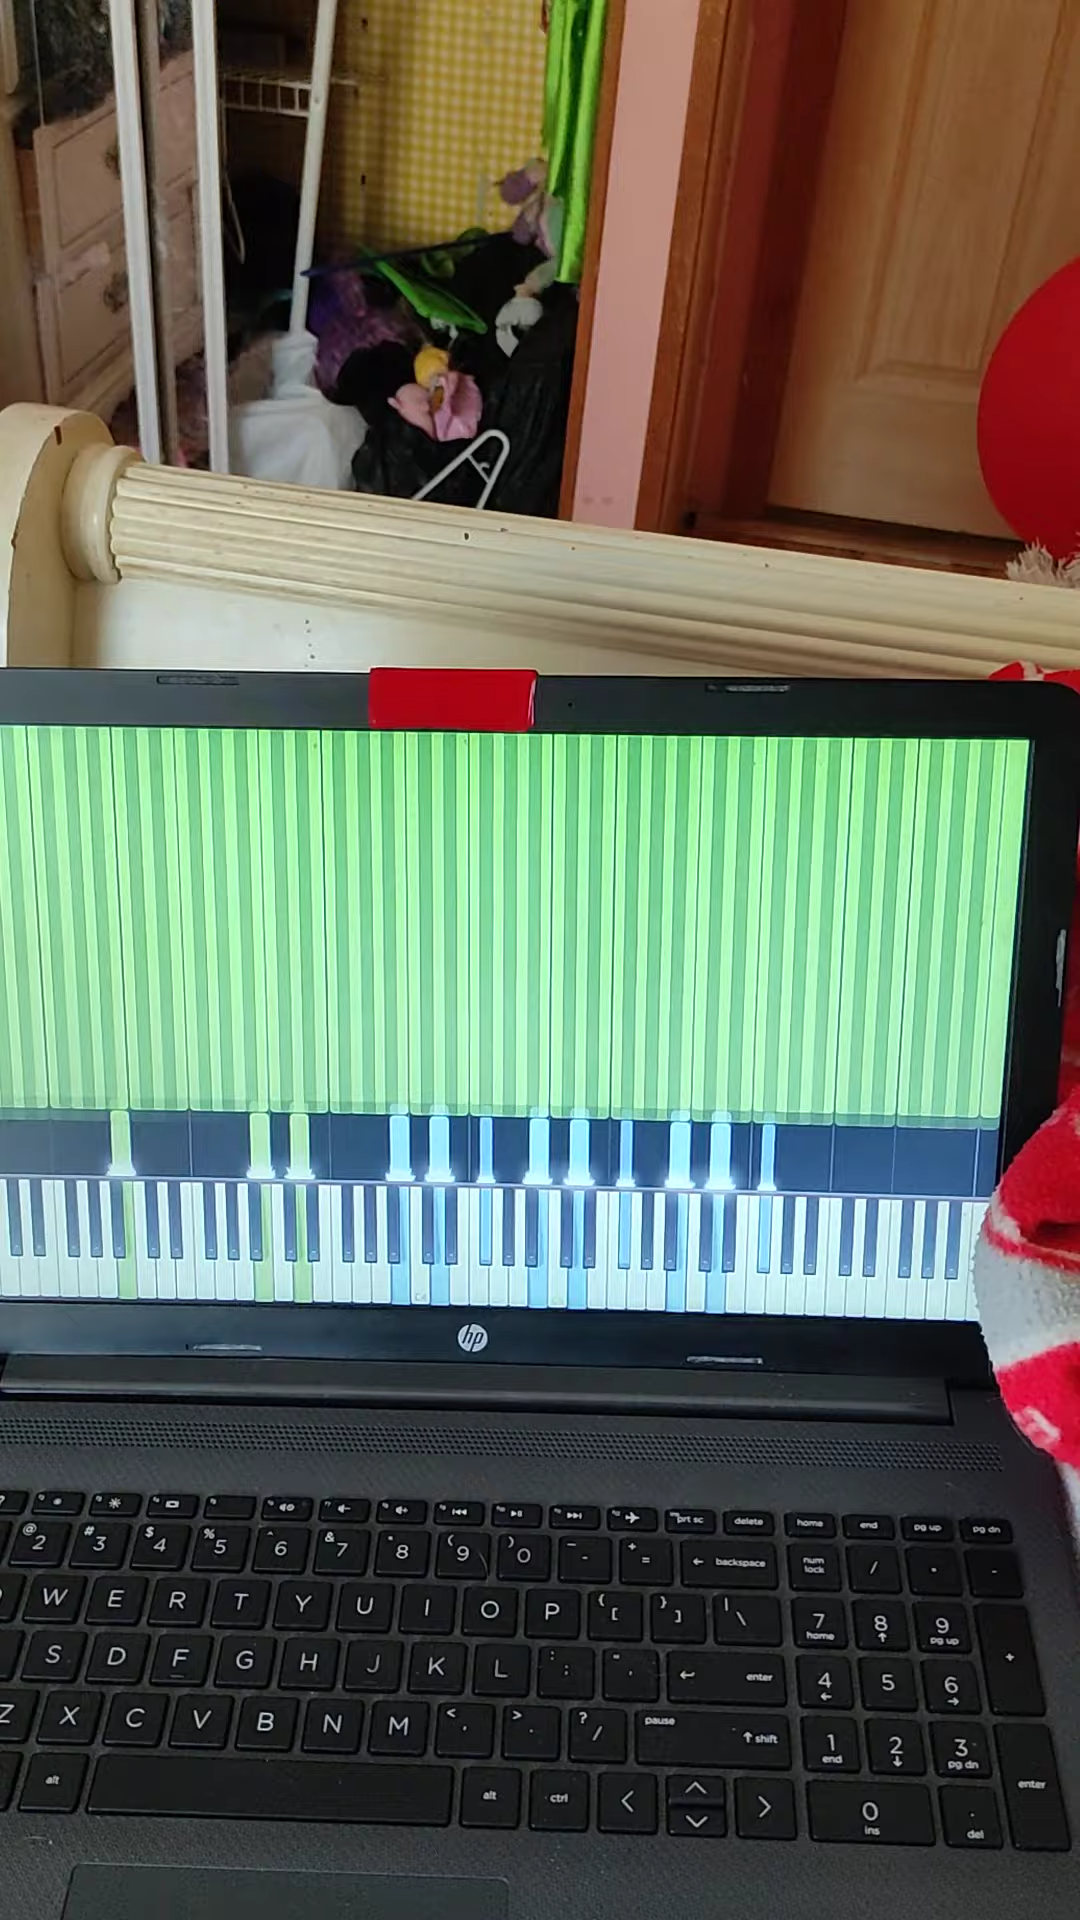 hp
prt sc delete home end pg up pg dn
@ 2 # 3 $ 4 % 5 ^ 6 & 7 * 8 ( 9 ) 0 _ - + = ← backspace num lock / * -
W E R T Y U I O P { [ } ] | \ 7 home 8 ↑ 9 pg up +
S D F G H J K L : ; " ' ↵ enter 4 ← 5 6 →
Z X C V B N M < , > . ? / pause ↑ shift 1 end 2 ↓ 3 pg dn enter
alt alt ctrl < ^ v > 0 ins . del